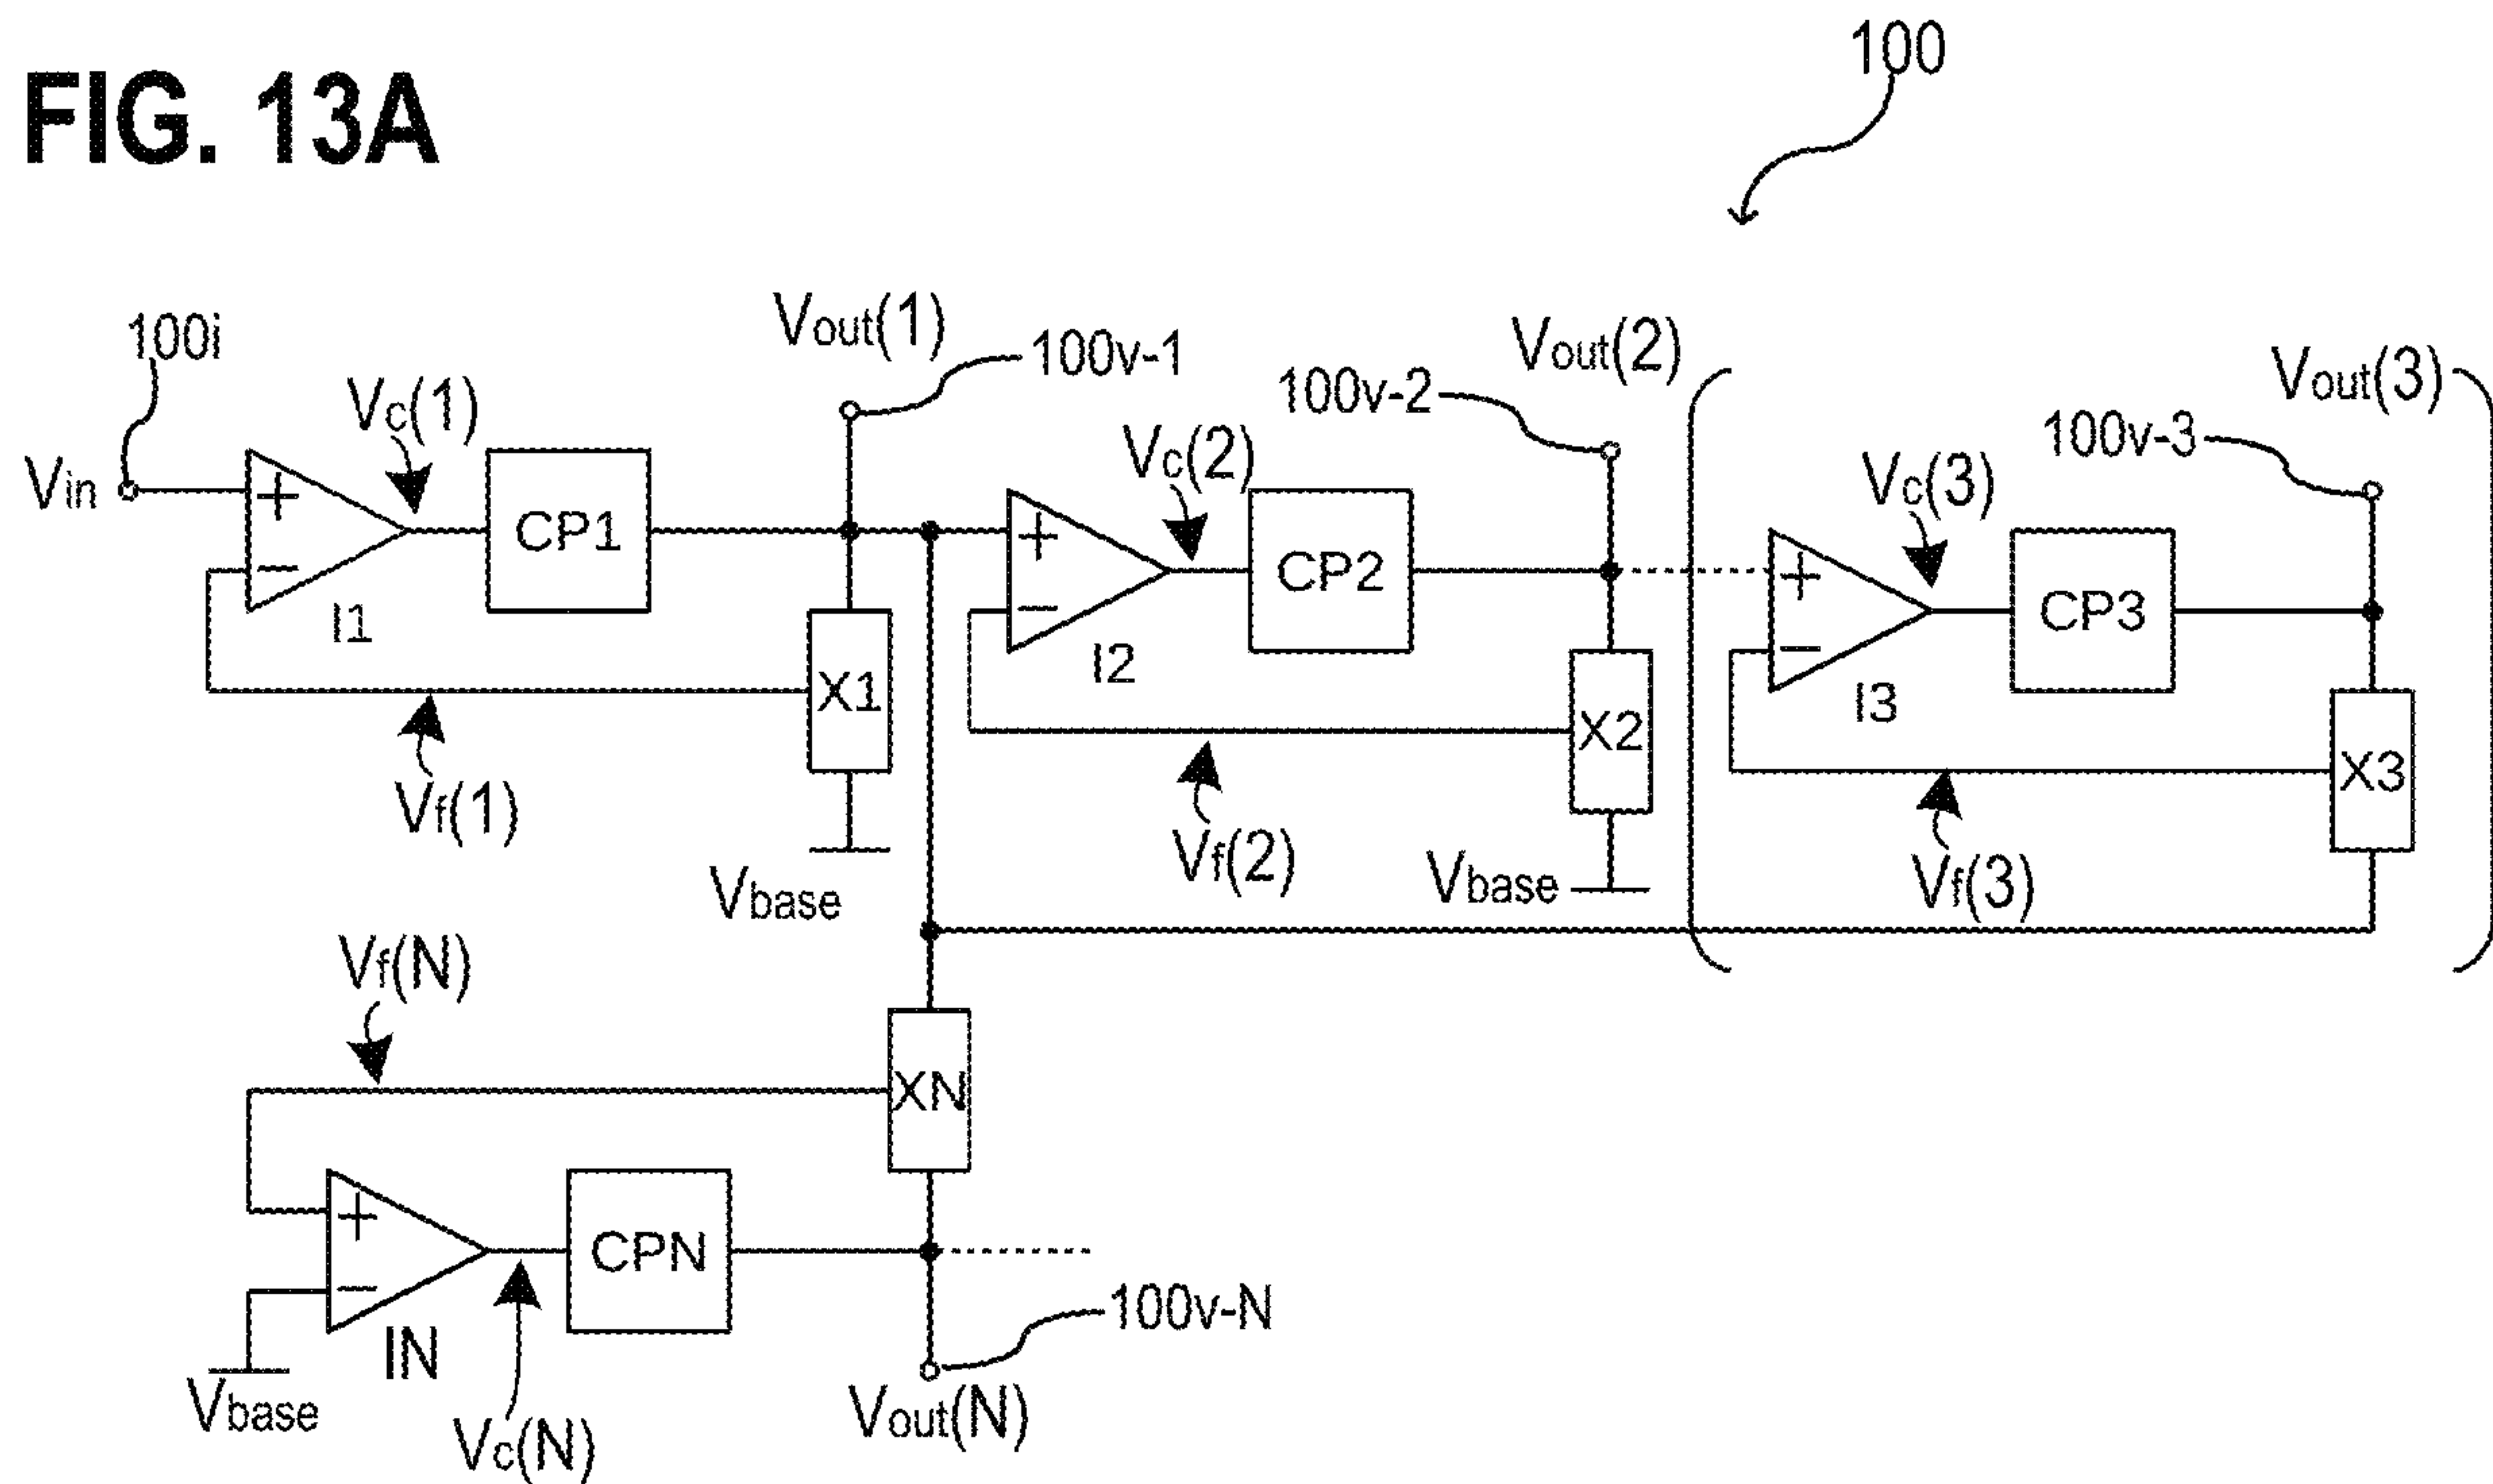 FIG. 13A
100
100i
Vin
Vc(1)
+
−
I1
CP1
Vout(1)
100v-1
X1
Vf(1)
Vbase
Vc(2)
+
−
I2
CP2
Vout(2)
100v-2
X2
Vf(2)
Vbase
Vc(3)
+
−
I3
CP3
Vout(3)
100v-3
X3
Vf(3)
Vf(N)
XN
+
−
IN
CPN
Vbase
Vc(N)
100v-N
Vout(N)